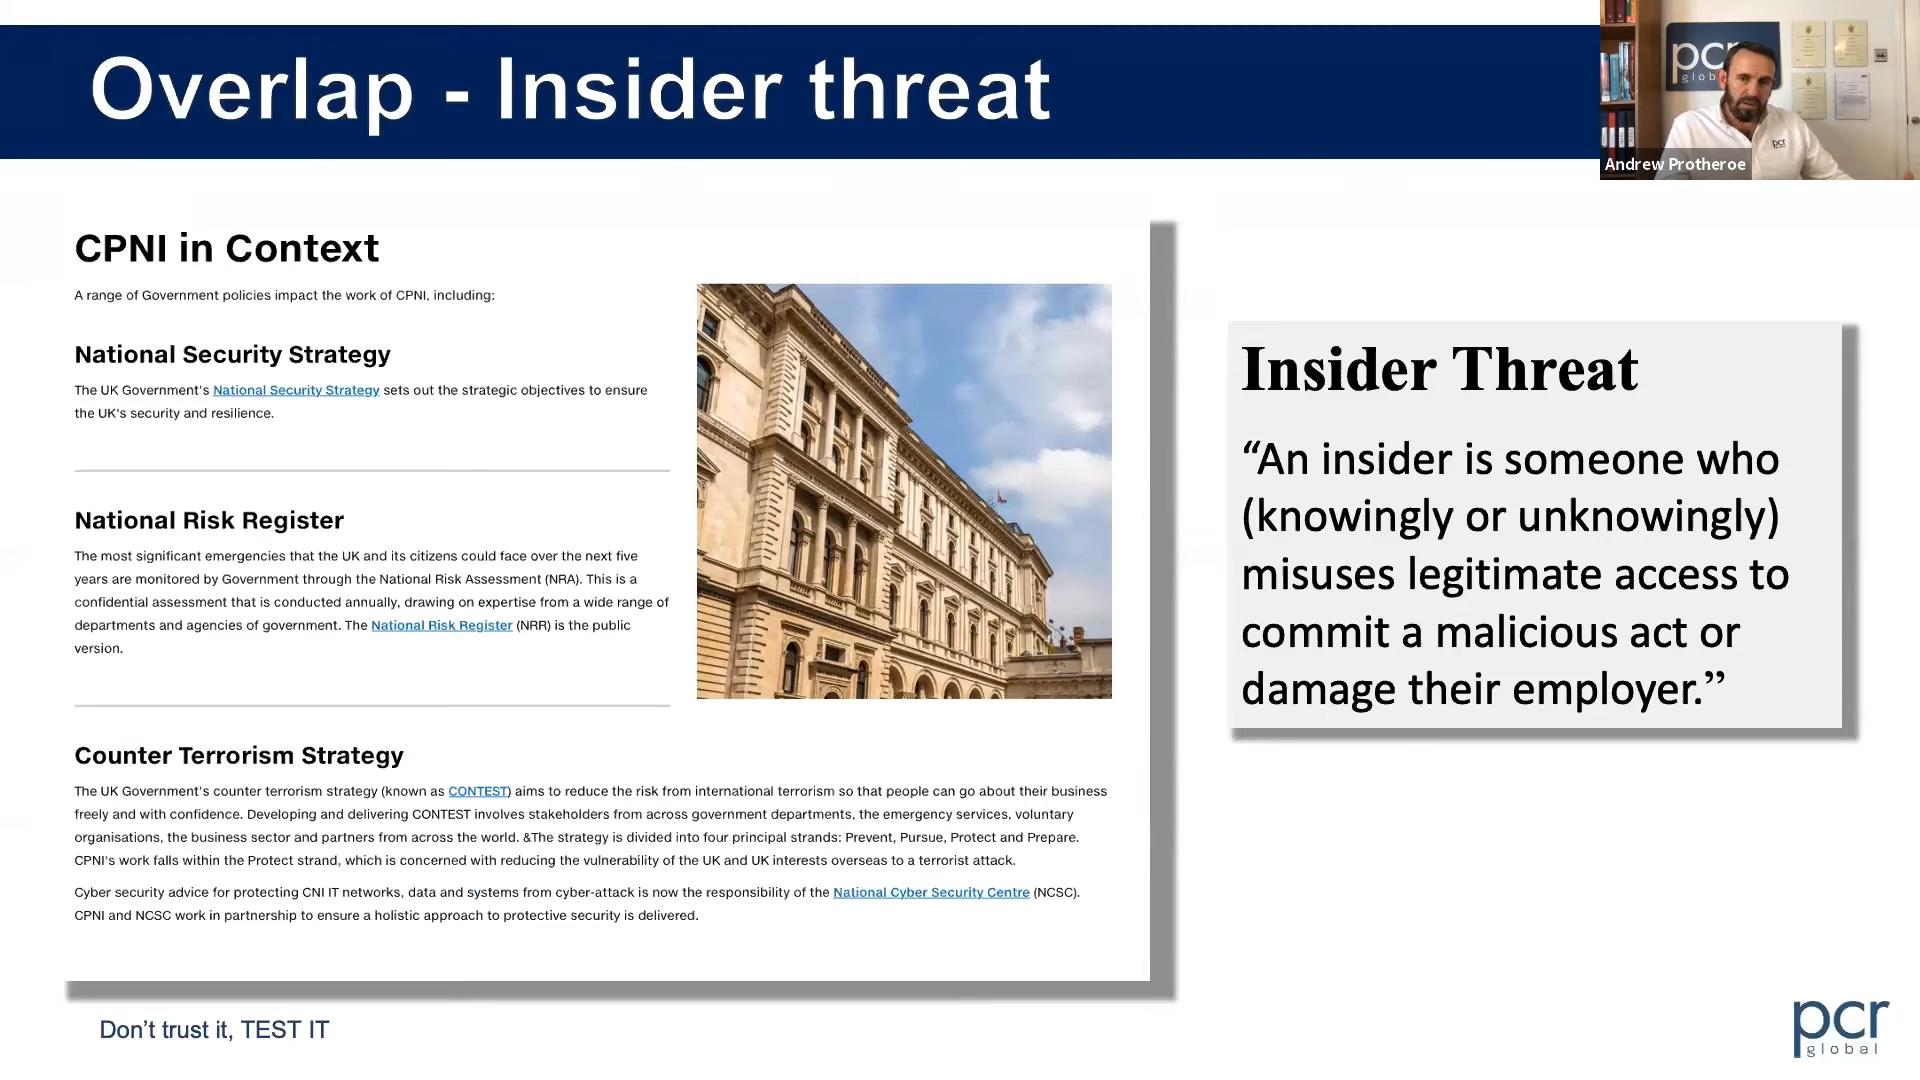 Overlap - Insider threat
pcr
glob
pcr
Andrew Protheroe
CPNI in Context
A range of Government policies impact the work of CPNI, including:
National Security Strategy
The UK Government's National Security Strategy sets out the strategic objectives to ensure
the UK's security and resilience.
National Risk Register
The most significant emergencies that the UK and its citizens could face over the next five
years are monitored by Government through the National Risk Assessment (NRA). This is a
confidential assessment that is conducted annually, drawing on expertise from a wide range of
departments and agencies of government. The National Risk Register (NRR) is the public
version.
Counter Terrorism Strategy
The UK Government's counter terrorism strategy (known as CONTEST) aims to reduce the risk from international terrorism so that people can go about their business
freely and with confidence. Developing and delivering CONTEST involves stakeholders from across government departments, the emergency services, voluntary
organisations, the business sector and partners from across the world. &The strategy is divided into four principal strands: Prevent, Pursue, Protect and Prepare.
CPNI's work falls within the Protect strand, which is concerned with reducing the vulnerability of the UK and UK interests overseas to a terrorist attack.
Cyber security advice for protecting CNI IT networks, data and systems from cyber-attack is now the responsibility of the National Cyber Security Centre (NCSC).
CPNI and NCSC work in partnership to ensure a holistic approach to protective security is delivered.
Insider Threat
“An insider is someone who
(knowingly or unknowingly)
misuses legitimate access to
commit a malicious act or
damage their employer.”
Don’t trust it, TEST IT
pcr
global